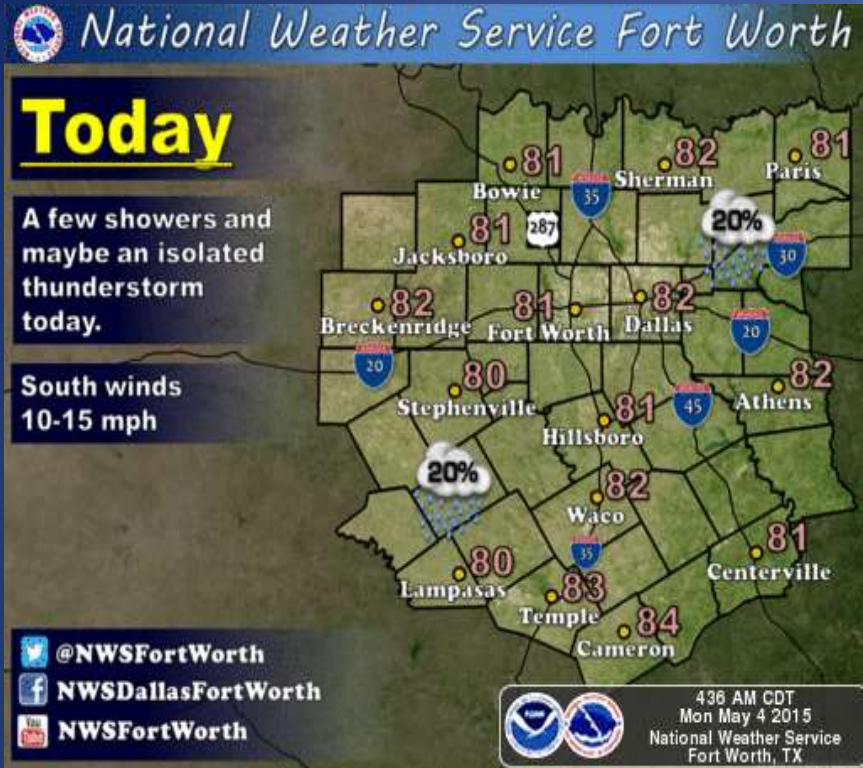 National Weather Service Fort Worth
Today
A few showers and
maybe an isolated
thunderstorm
today.
South winds
10-15 mph
81
Bowie
82
Sherman
81
Paris
35
20%
81
Jacksboro
287
30
82
Breckenridge
81
Fort Worth
82
Dallas
20
20
80
Stephenville
81
Hillsboro
45
82
Athens
20%
82
Waco
35
81
Centerville
80
Lampasas
83
Temple
84
Cameron
@NWSFortWorth
NWSDallasFortWorth
You
Tube
NWSFortWorth
NOAA
436 AM CDT
Mon May 4 2015
National Weather Service
Fort Worth, TX